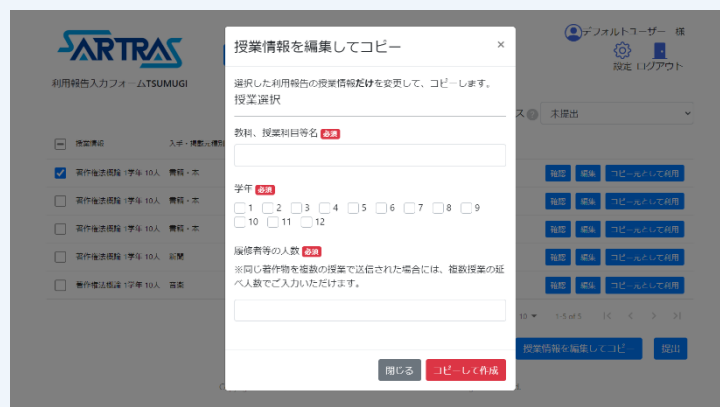 SARTRAS
利用報告入力フォームTSUMUGI
デフォルトユーザー 様
設定 ログアウト
授業情報を編集してコピー ×
選択した利用報告の授業情報だけを変更して、コピーします。
授業選択
ス 未提出
授業情報 入手・掲載元種別
教科、授業科目等名 必須
著作権法概論 1学年 10人 書籍・本 確認 編集 コピー元として利用
著作権法概論 1学年 10人 書籍・本 確認 編集 コピー元として利用
著作権法概論 1学年 10人 書籍・本 確認 編集 コピー元として利用
著作権法概論 1学年 10人 新聞 確認 編集 コピー元として利用
著作権法概論 1学年 10人 音楽 確認 編集 コピー元として利用
学年 必須
1 2 3 4 5 6 7 8 9
10 11 12
履修者等の人数 必須
※同じ著作物を複数の授業で送信された場合には、複数授業の延
べ人数でご入力いただけます。
10 1-5 of 5 |< < > >|
授業情報を編集してコピー 提出
閉じる コピーして作成